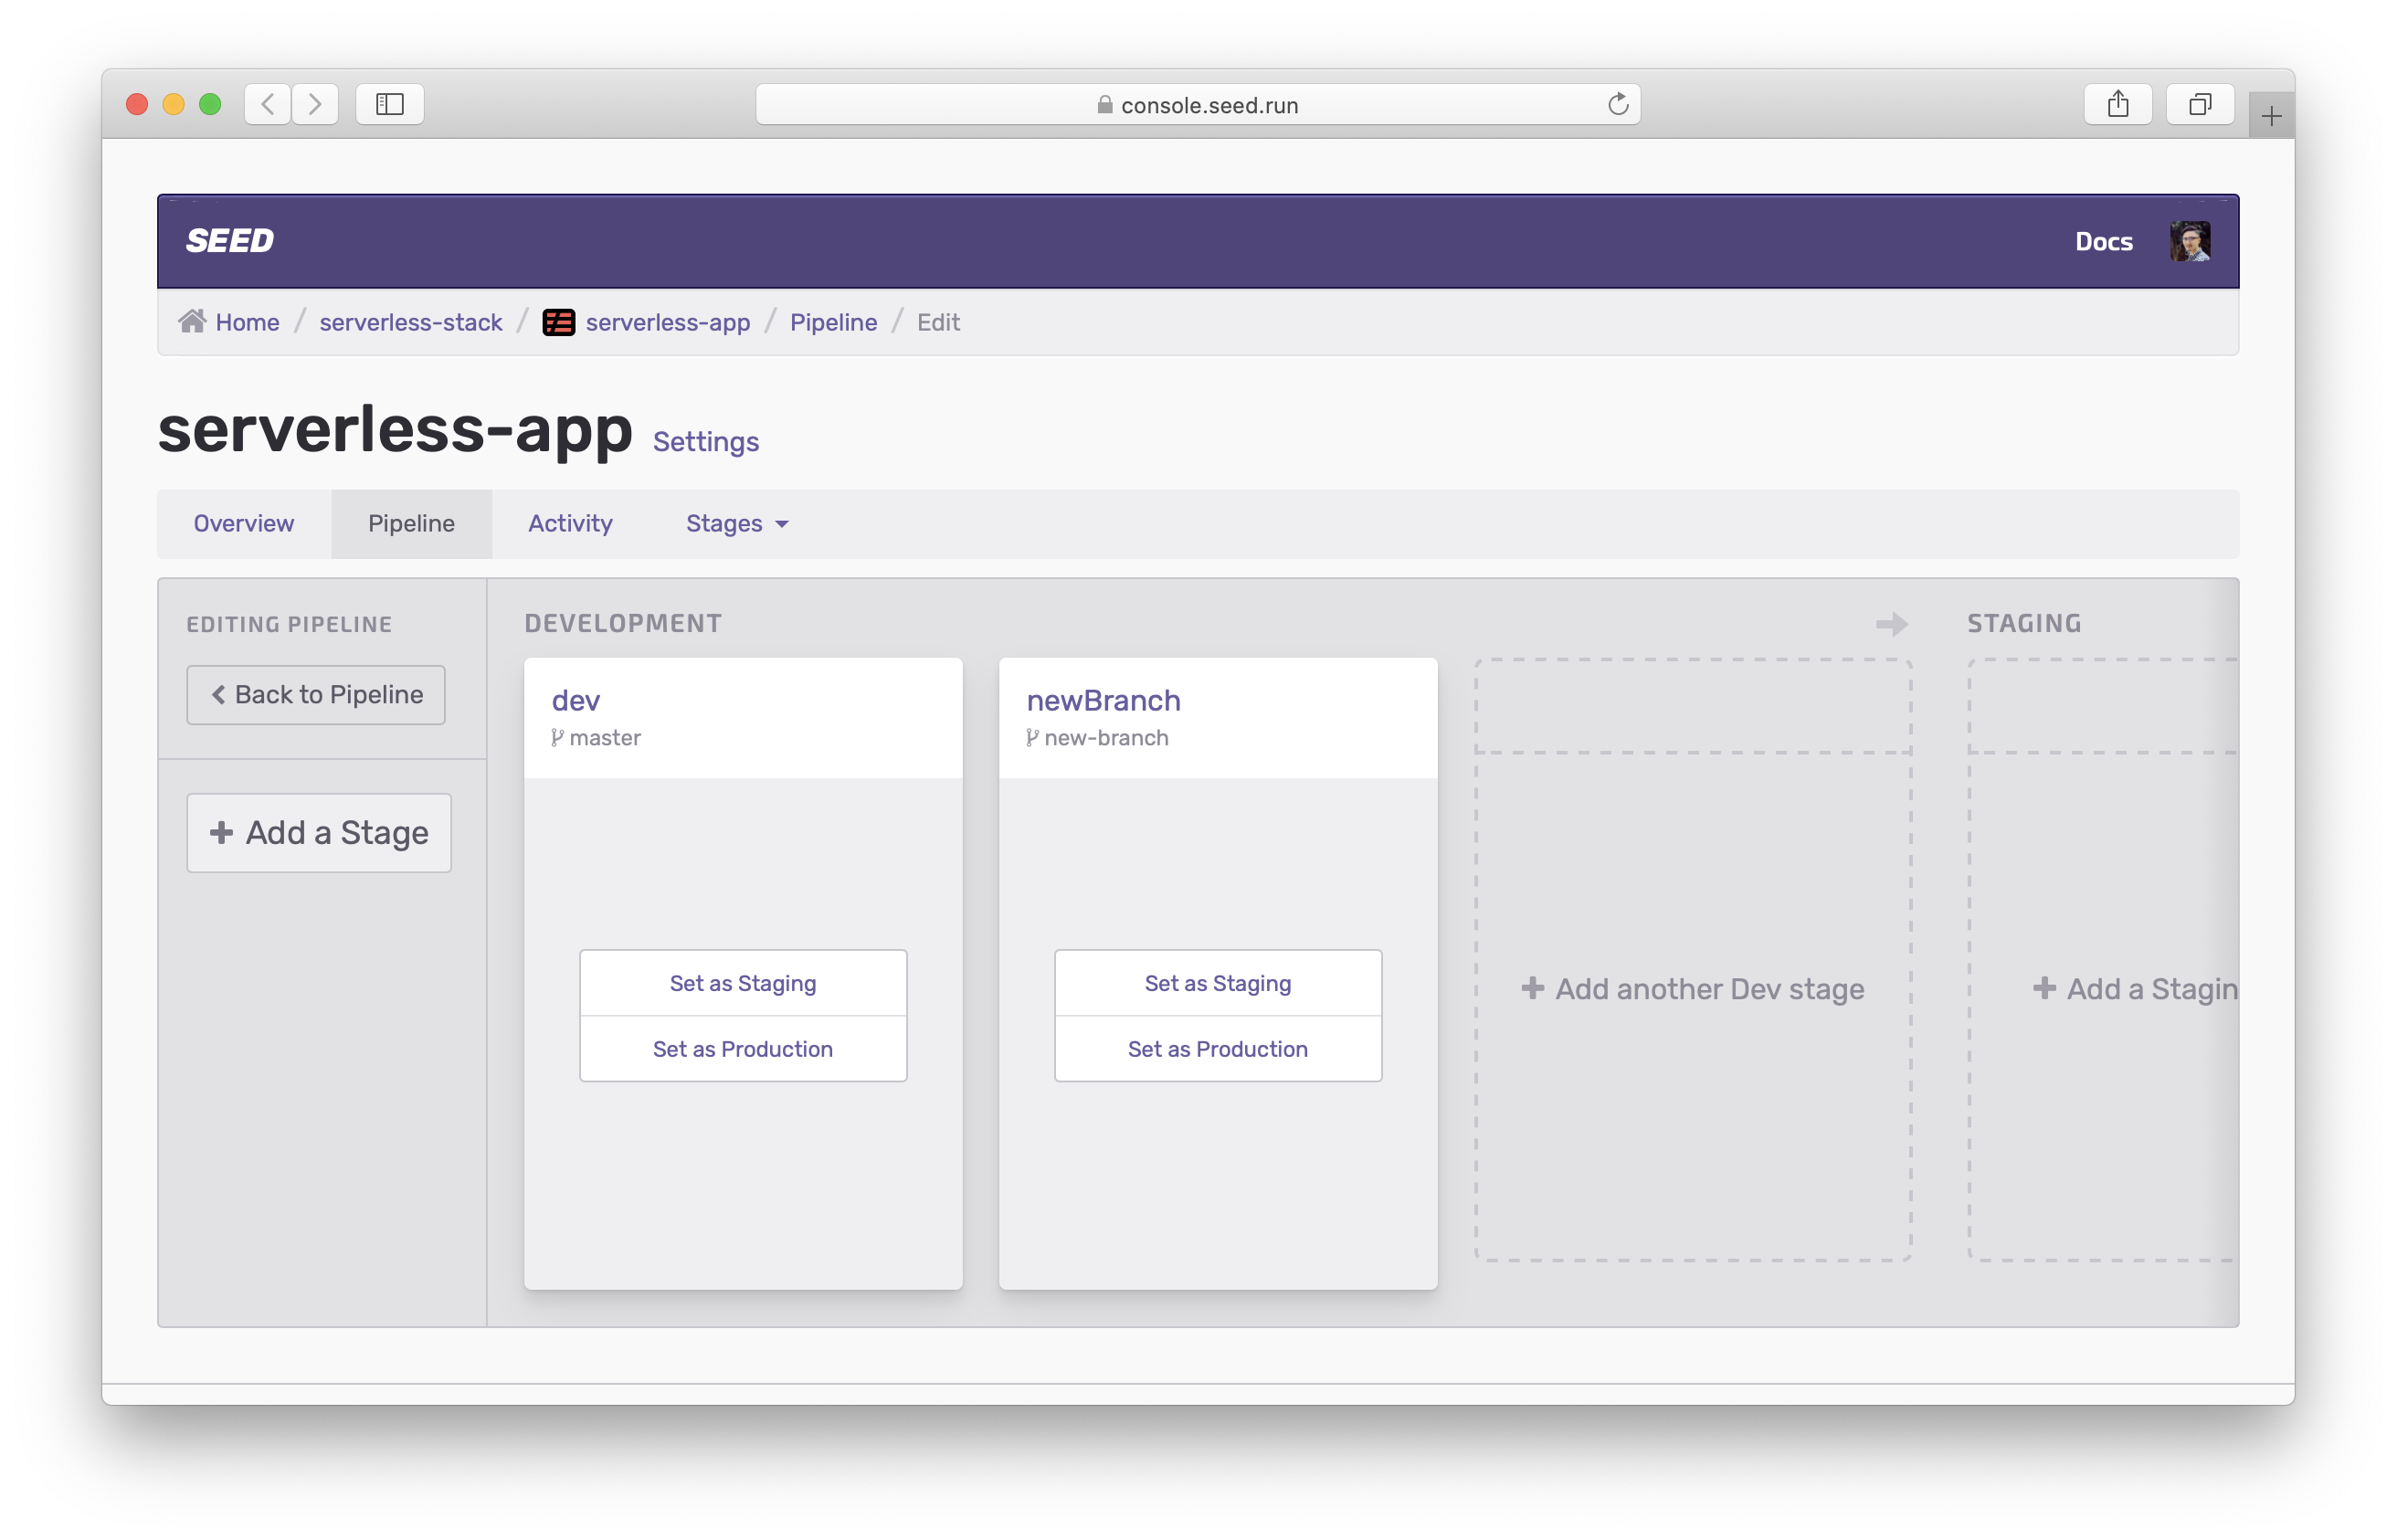 console.seed.run
SEED
Docs
Home / serverless-stack / serverless-app / Pipeline / Edit
serverless-app Settings
Overview Pipeline Activity Stages
EDITING PIPELINE
Back to Pipeline
Add a Stage
DEVELOPMENT
dev
master
Set as Staging
Set as Production
newBranch
new-branch
Set as Staging
Set as Production
Add another Dev stage
STAGING
Add a Stagin